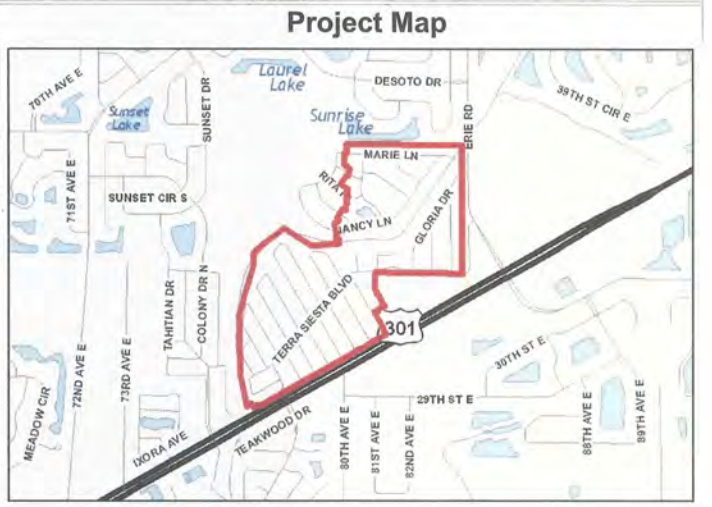 Project Map
Laurel
Lake
DESOTO DR
70TH AVE E
39TH ST CIR E
Sunset
Lake
SUNSET DR
Sunrise
Lake
ERIE RD
MARIE LN
71ST AVE E
SUNSET CIR S
NANCY LN
GLORIA DR
TAHITIAN DR
COLONY DR N
TERRA SIESTA BLVD
301
72ND AVE E
73RD AVE E
30TH ST E
MEADOW CIR
29TH ST E
IXORA AVE
TEAKWOOD DR
80TH AVE E
81ST AVE E
82ND AVE E
88TH AVE E
89TH AVE E